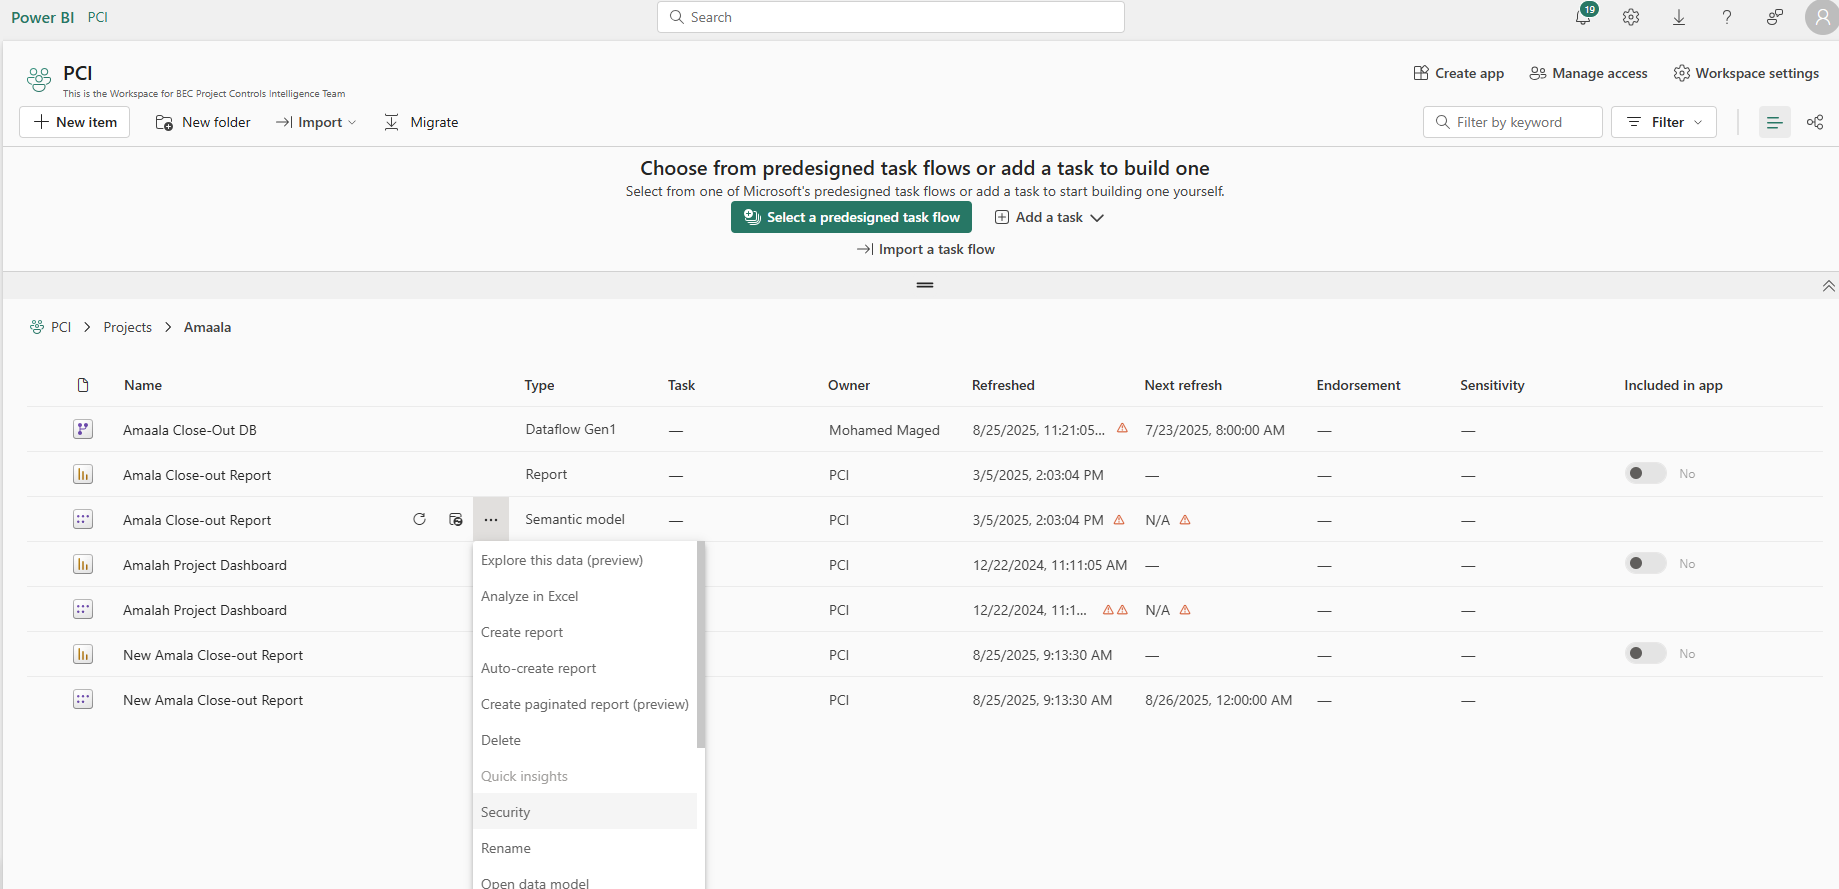 Power BI PCI
Search
19
PCI
This is the Workspace for BEC Project Controls Intelligence Team
Create app Manage access Workspace settings
New item New folder Import Migrate
Filter by keyword Filter
Choose from predesigned task flows or add a task to build one
Select from one of Microsoft's predesigned task flows or add a task to start building one yourself.
Select a predesigned task flow Add a task
Import a task flow
PCI > Projects > Amaala
Name Type Task Owner Refreshed Next refresh Endorsement Sensitivity Included in app
Amaala Close-Out DB Dataflow Gen1 — Mohamed Maged 8/25/2025, 11:21:05... 7/23/2025, 8:00:00 AM — —
Amala Close-out Report Report — PCI 3/5/2025, 2:03:04 PM — — — No
Amala Close-out Report ... Semantic model — PCI 3/5/2025, 2:03:04 PM N/A — —
Amalah Project Dashboard PCI 12/22/2024, 11:11:05 AM — — — No
Amalah Project Dashboard PCI 12/22/2024, 11:1... N/A — —
New Amala Close-out Report PCI 8/25/2025, 9:13:30 AM — — — No
New Amala Close-out Report PCI 8/25/2025, 9:13:30 AM 8/26/2025, 12:00:00 AM — —
Explore this data (preview)
Analyze in Excel
Create report
Auto-create report
Create paginated report (preview)
Delete
Quick insights
Security
Rename
Open data model